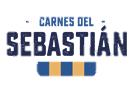 - CARNES DEL -
SEBASTIÁN